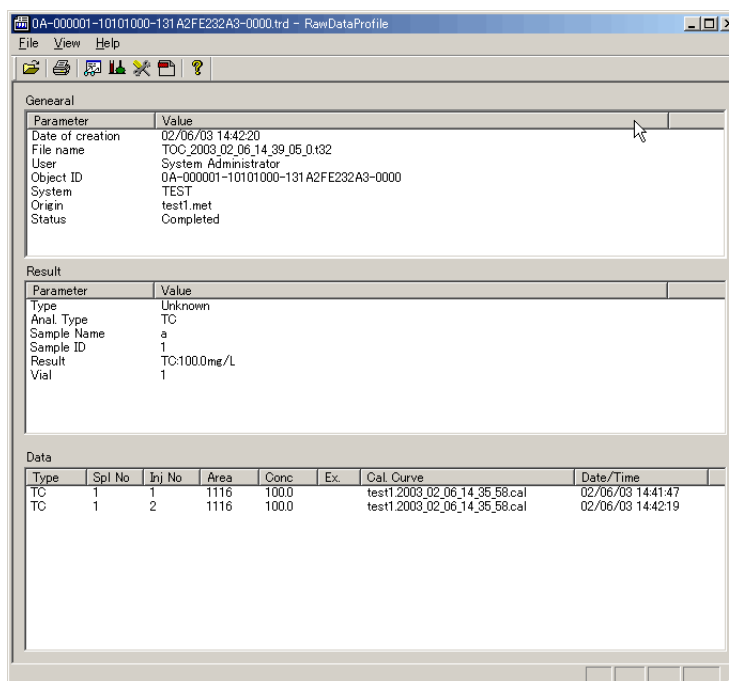 0A-000001-10101000-131A2FE232A3-0000.trd - RawDataProfile
File View Help
Genearal
Parameter Value
Date of creation 02/06/03 14:42:20
File name TOC_2003_02_06_14_39_05_0.t32
User System Administrator
Object ID 0A-000001-10101000-131A2FE232A3-0000
System TEST
Origin test1.met
Status Completed
Result
Parameter Value
Type Unknown
Anal. Type TC
Sample Name a
Sample ID 1
Result TC:100.0mg/L
Vial 1
Data
Type Spl No Inj No Area Conc Ex. Cal. Curve Date/Time
TC 1 1 1116 100.0 test1.2003_02_06_14_35_58.cal 02/06/03 14:41:47
TC 1 2 1116 100.0 test1.2003_02_06_14_35_58.cal 02/06/03 14:42:19